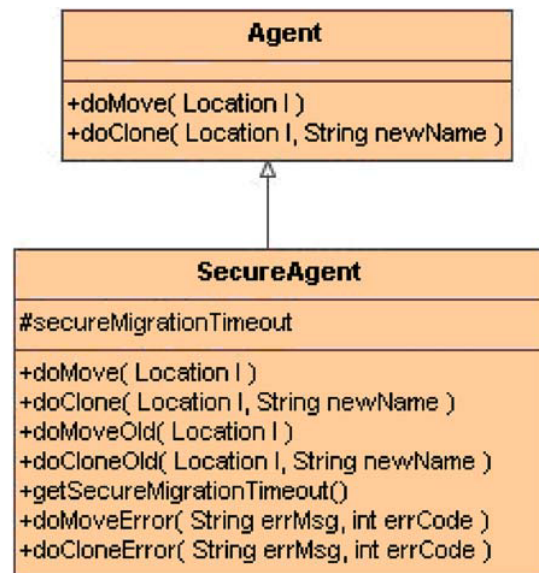 Agent
+doMove( Location l )
+doClone( Location l, String newName )
SecureAgent
#secureMigrationTimeout
+doMove( Location l )
+doClone( Location l, String newName )
+doMoveOld( Location l )
+doCloneOld( Location l, String newName )
+getSecureMigrationTimeout()
+doMoveError( String errMsg, int errCode )
+doCloneError( String errMsg, int errCode )